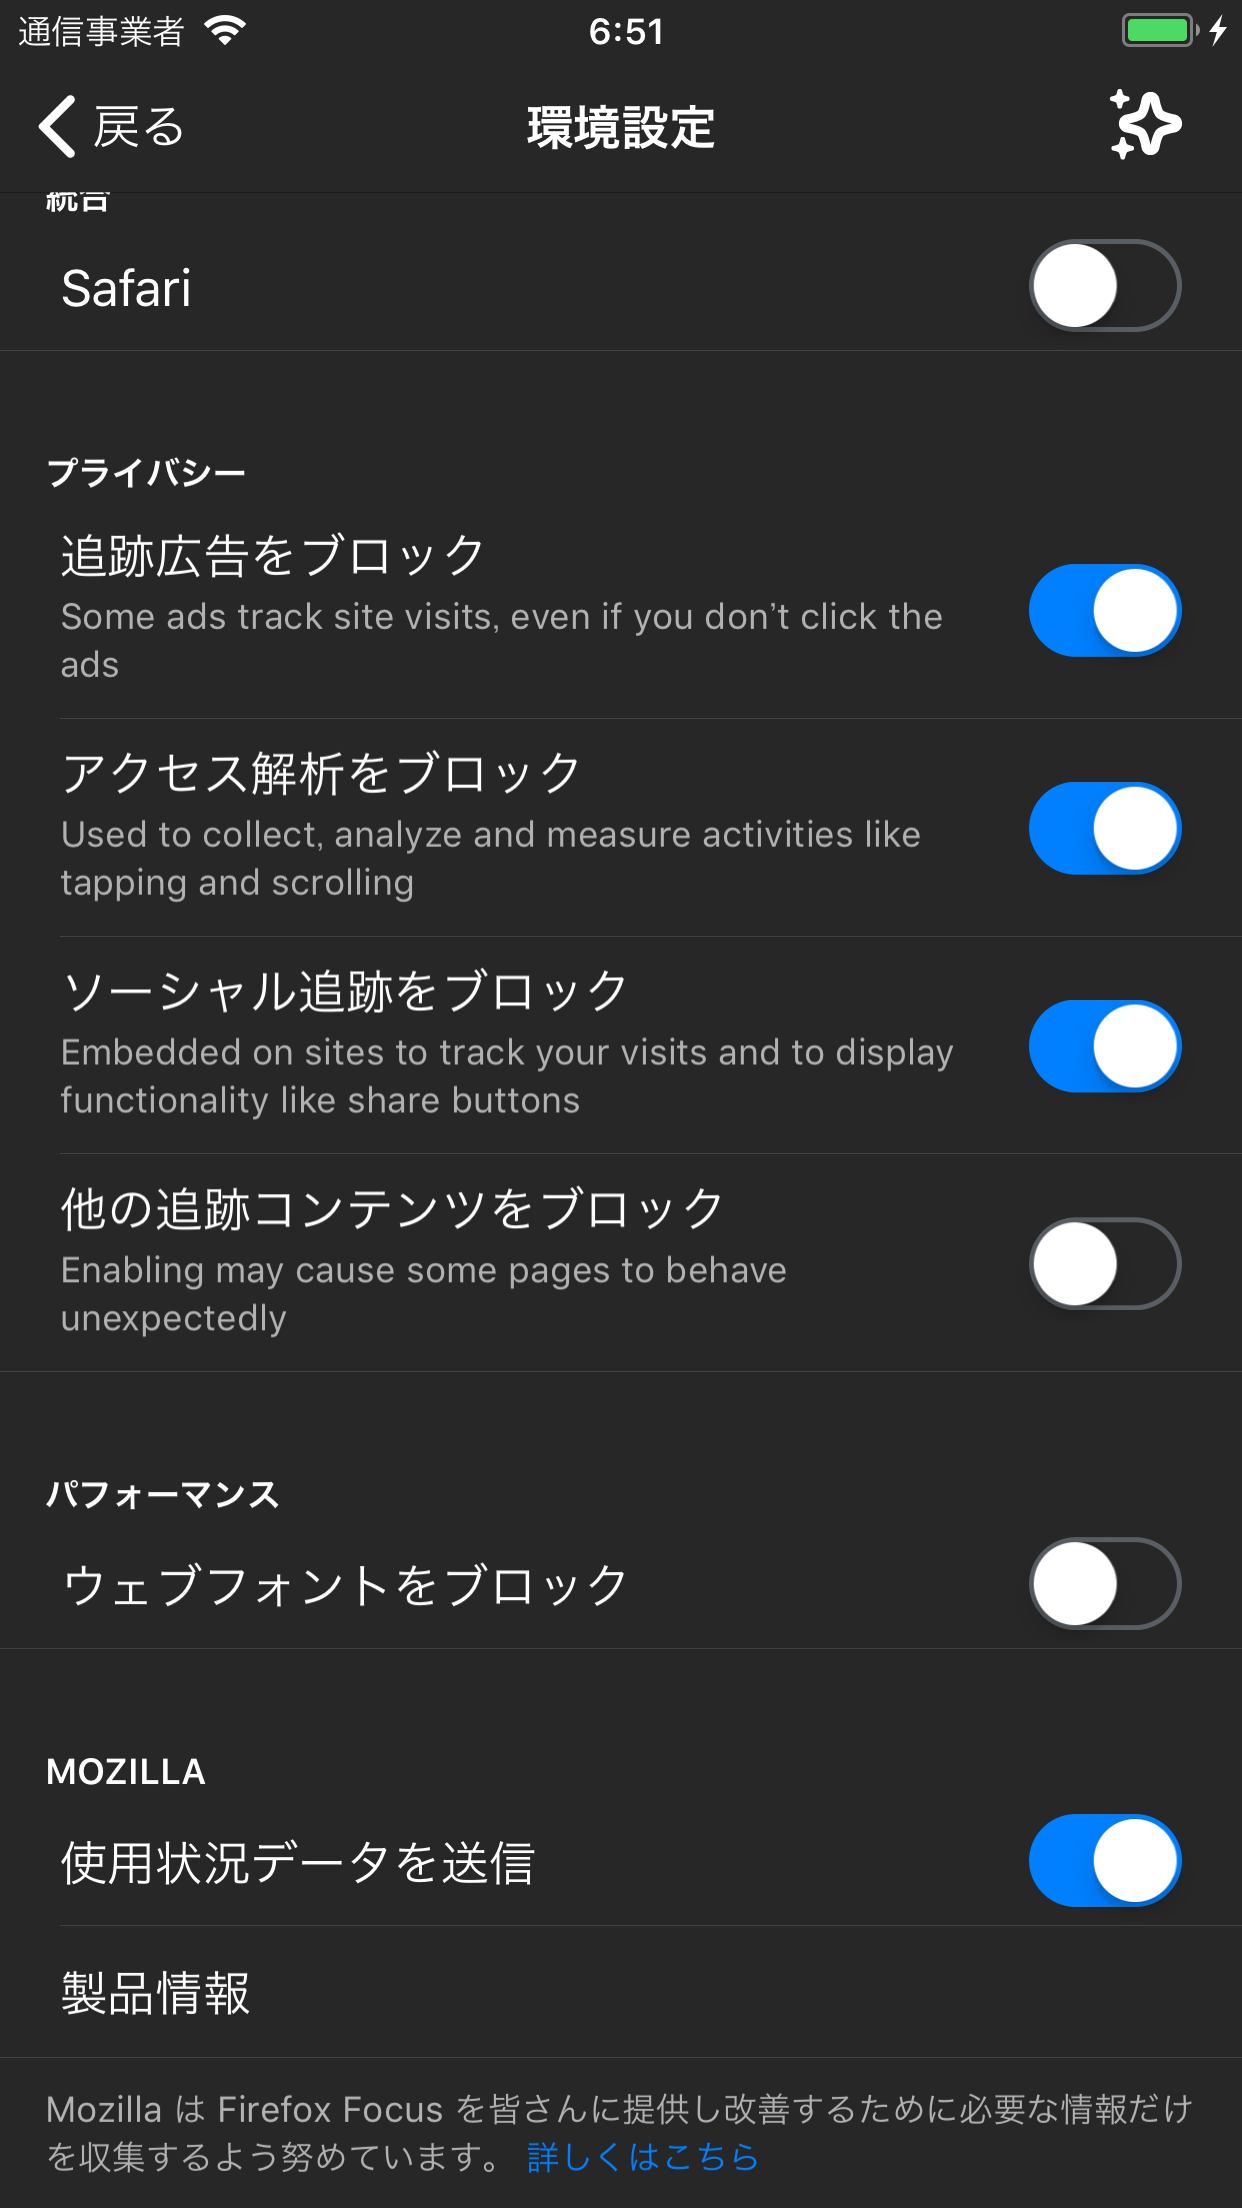 通信事業者
6:51
戻る
環境設定
統合
Safari
プライバシー
追跡広告をブロック
Some ads track site visits, even if you don’t click the
ads
アクセス解析をブロック
Used to collect, analyze and measure activities like
tapping and scrolling
ソーシャル追跡をブロック
Embedded on sites to track your visits and to display
functionality like share buttons
他の追跡コンテンツをブロック
Enabling may cause some pages to behave
unexpectedly
パフォーマンス
ウェブフォントをブロック
MOZILLA
使用状況データを送信
製品情報
Mozilla は Firefox Focus を皆さんに提供し改善するために必要な情報だけ
を収集するよう努めています。 詳しくはこちら